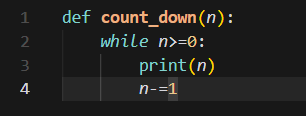 1 def count_down(n):
2     while n>=0:
3         print(n)
4         n-=1